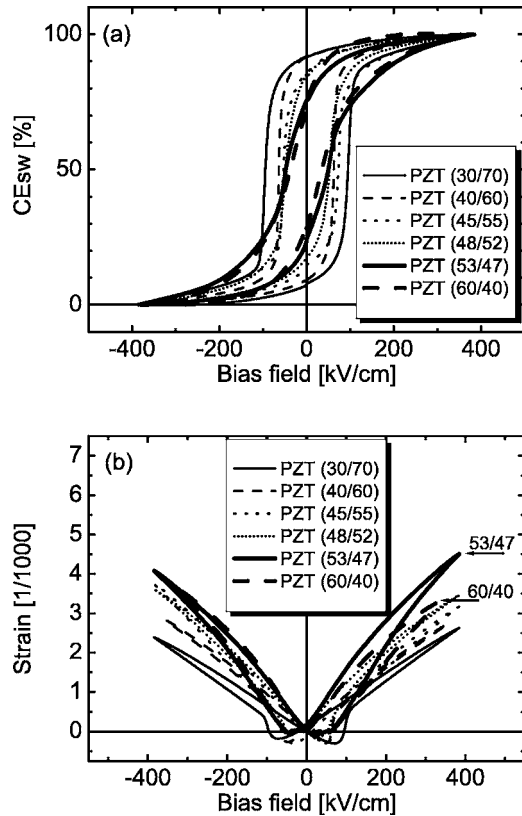 (a)
100
50
0
CEsw [%]
PZT (30/70)
PZT (40/60)
PZT (45/55)
PZT (48/52)
PZT (53/47)
PZT (60/40)
-400 -200 0 200 400
Bias field [kV/cm]
(b)
7
6
5
4
3
2
1
0
Strain [1/1000]
PZT (30/70)
PZT (40/60)
PZT (45/55)
PZT (48/52)
PZT (53/47)
PZT (60/40)
53/47
60/40
-400 -200 0 200 400
Bias field [kV/cm]